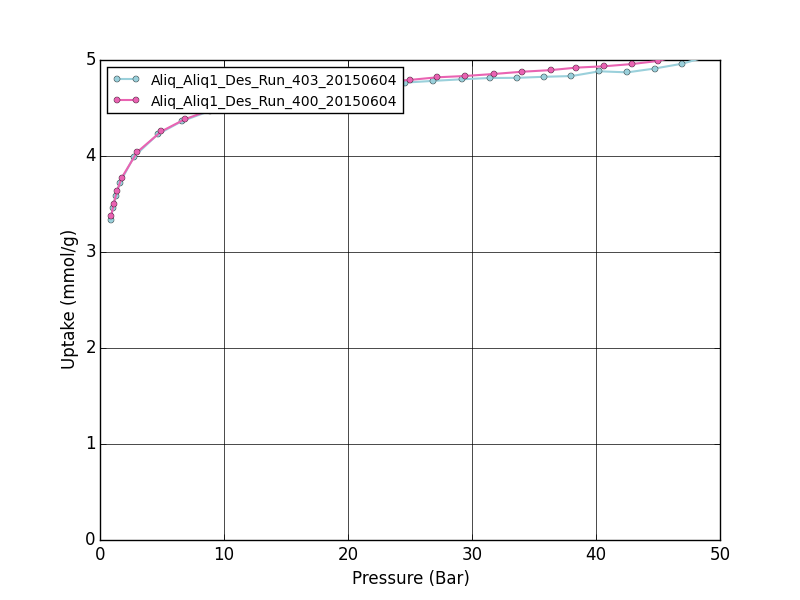 5
Aliq_Aliq1_Des_Run_403_20150604
Aliq_Aliq1_Des_Run_400_20150604
4
3
Uptake (mmol/g)
2
1
0
0 10 20 30 40 50
Pressure (Bar)